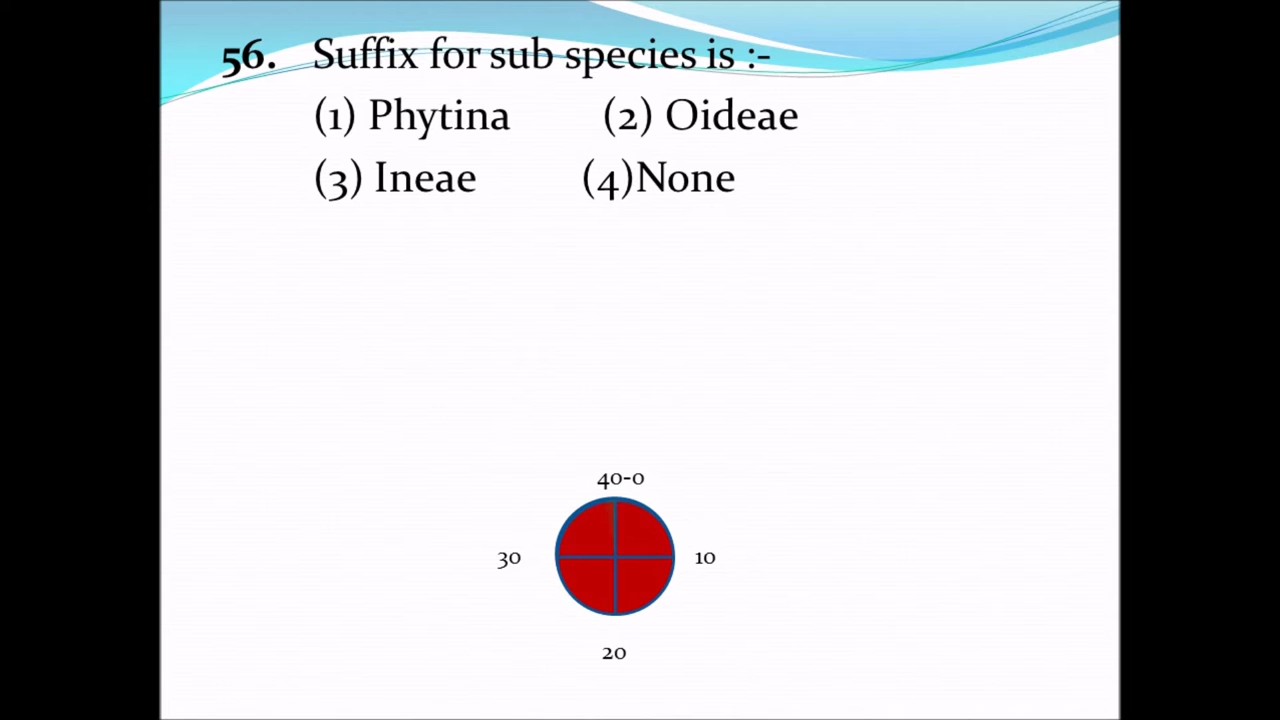 56. Suffix for sub species is :-
(1) Phytina (2) Oideae
(3) Ineae (4)None
40-0
30 10
20